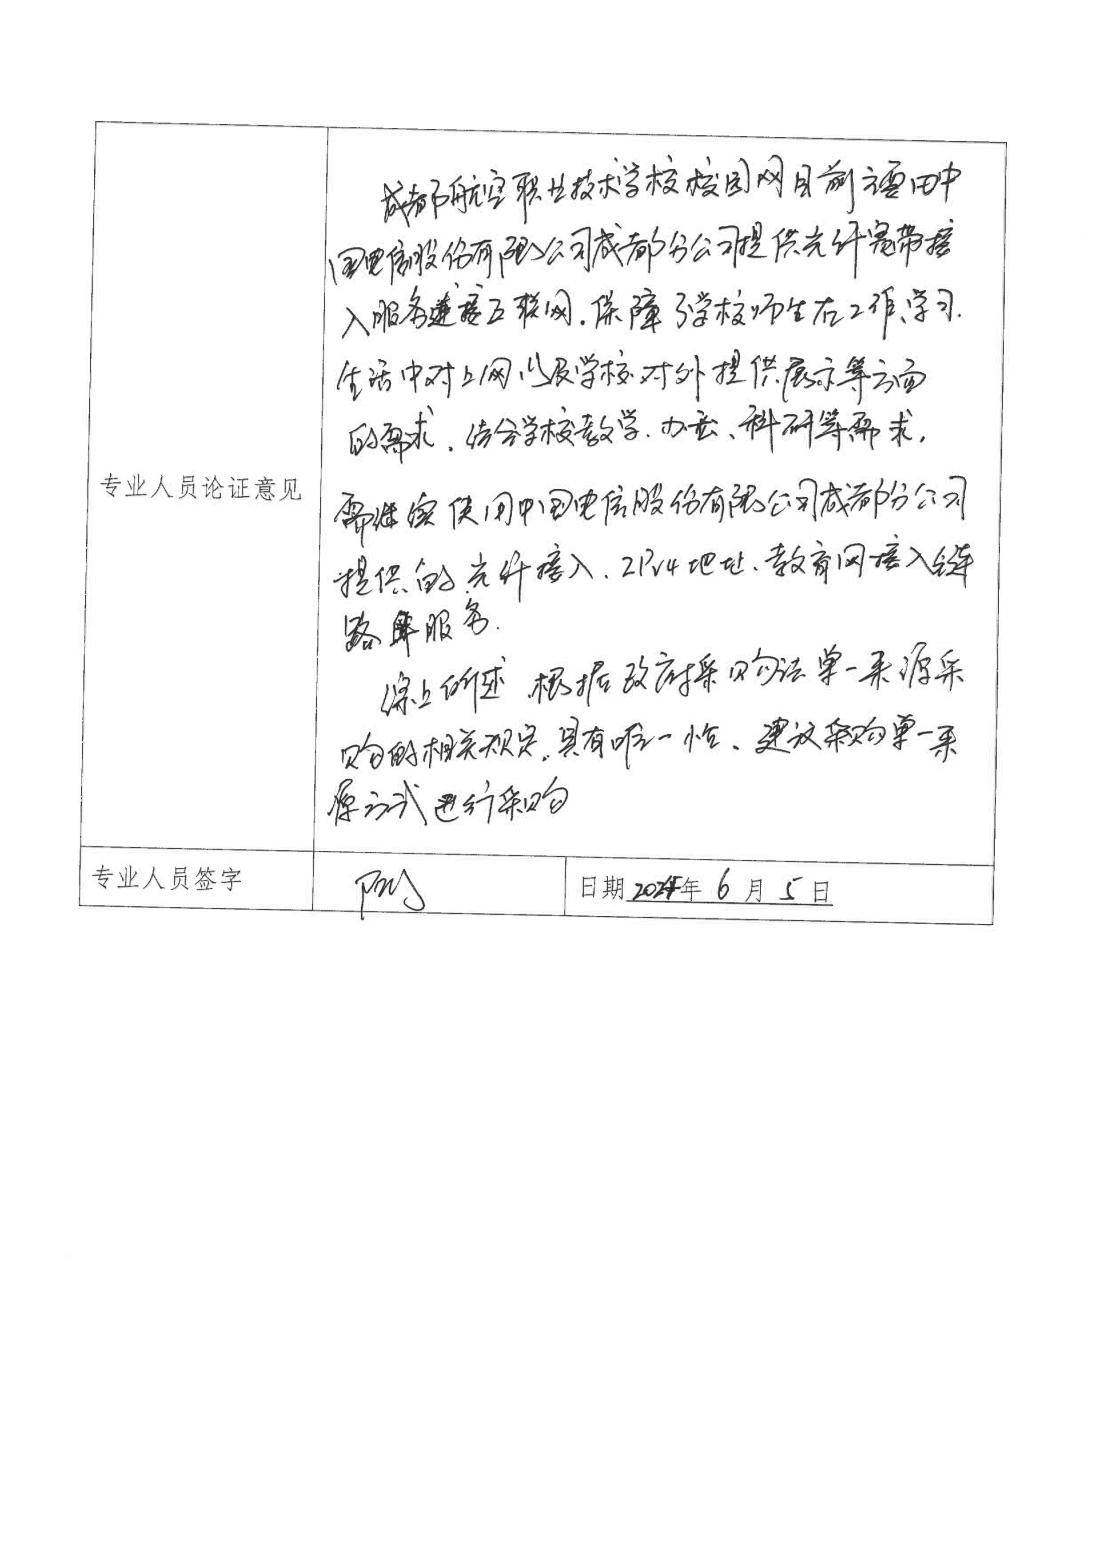 成都航空职业技术学校校园网目前主要由中
国电信股份有限公司成都分公司提供光纤宽带接
入服务连接互联网,保障了学校师生在工作、学习、
生活中对上网以及学校对外提供展示等方面
的需求,结合学校教学、办公、科研等需求,
专业人员论证意见
需继续使用中国电信股份有限公司成都分公司
提供的光纤接入、IPv4地址、教育网接入链
路等服务.
综上所述,根据政府采购法单一来源采
购的相关规定,具有唯一性、建议采购单一来
源方式进行采购
专业人员签字
日期 年 6 月 5 日